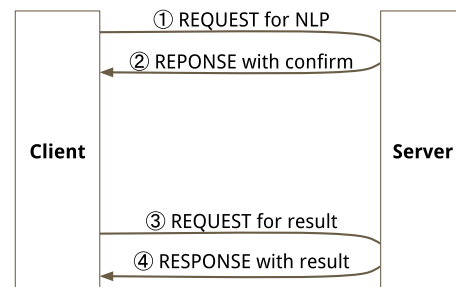 ① REQUEST for NLP
② REPONSE with confirm
Client
Server
③ REQUEST for result
④ RESPONSE with result